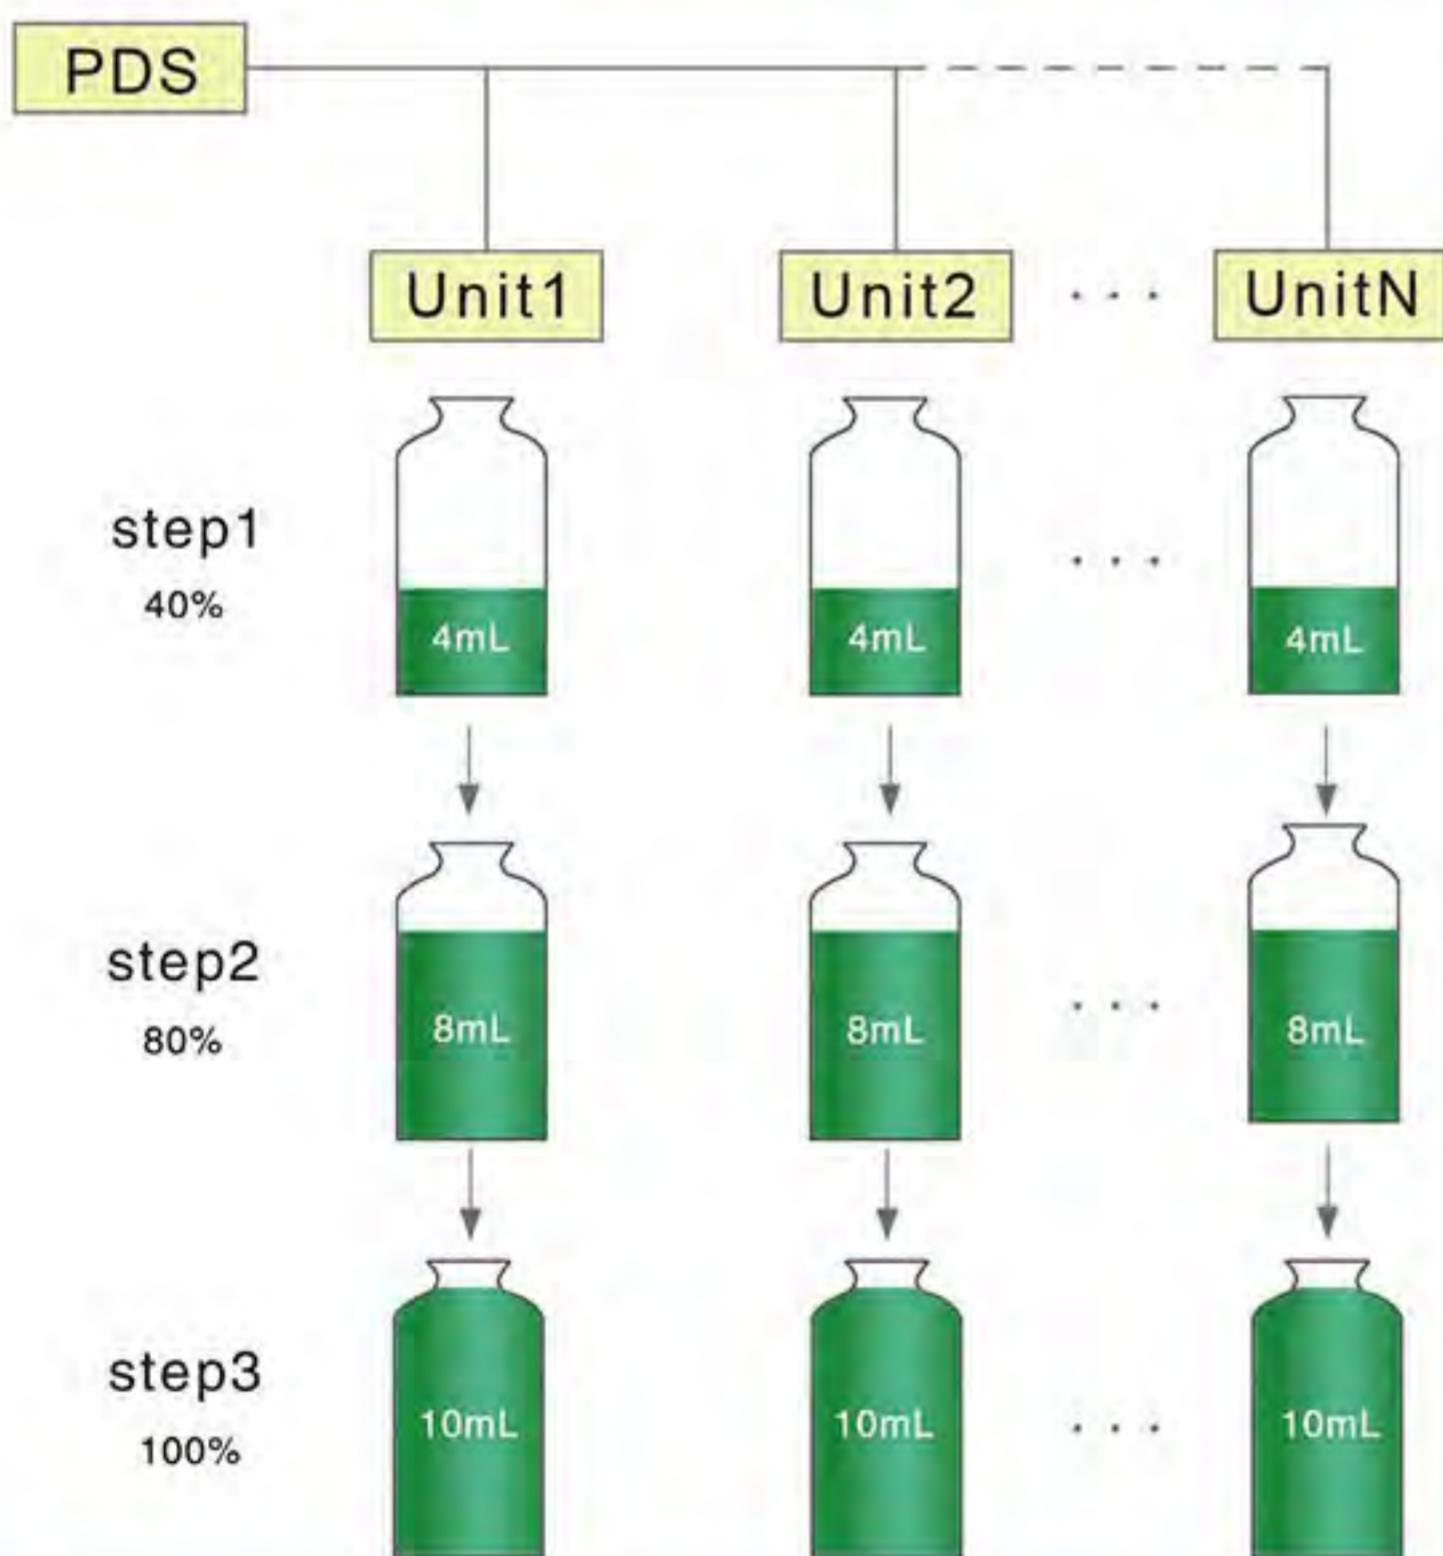 PDS
Unit1 Unit2 · · · UnitN
step1
40%
4mL 4mL · · · 4mL
step2
80%
8mL 8mL · · · 8mL
step3
100%
10mL 10mL · · · 10mL